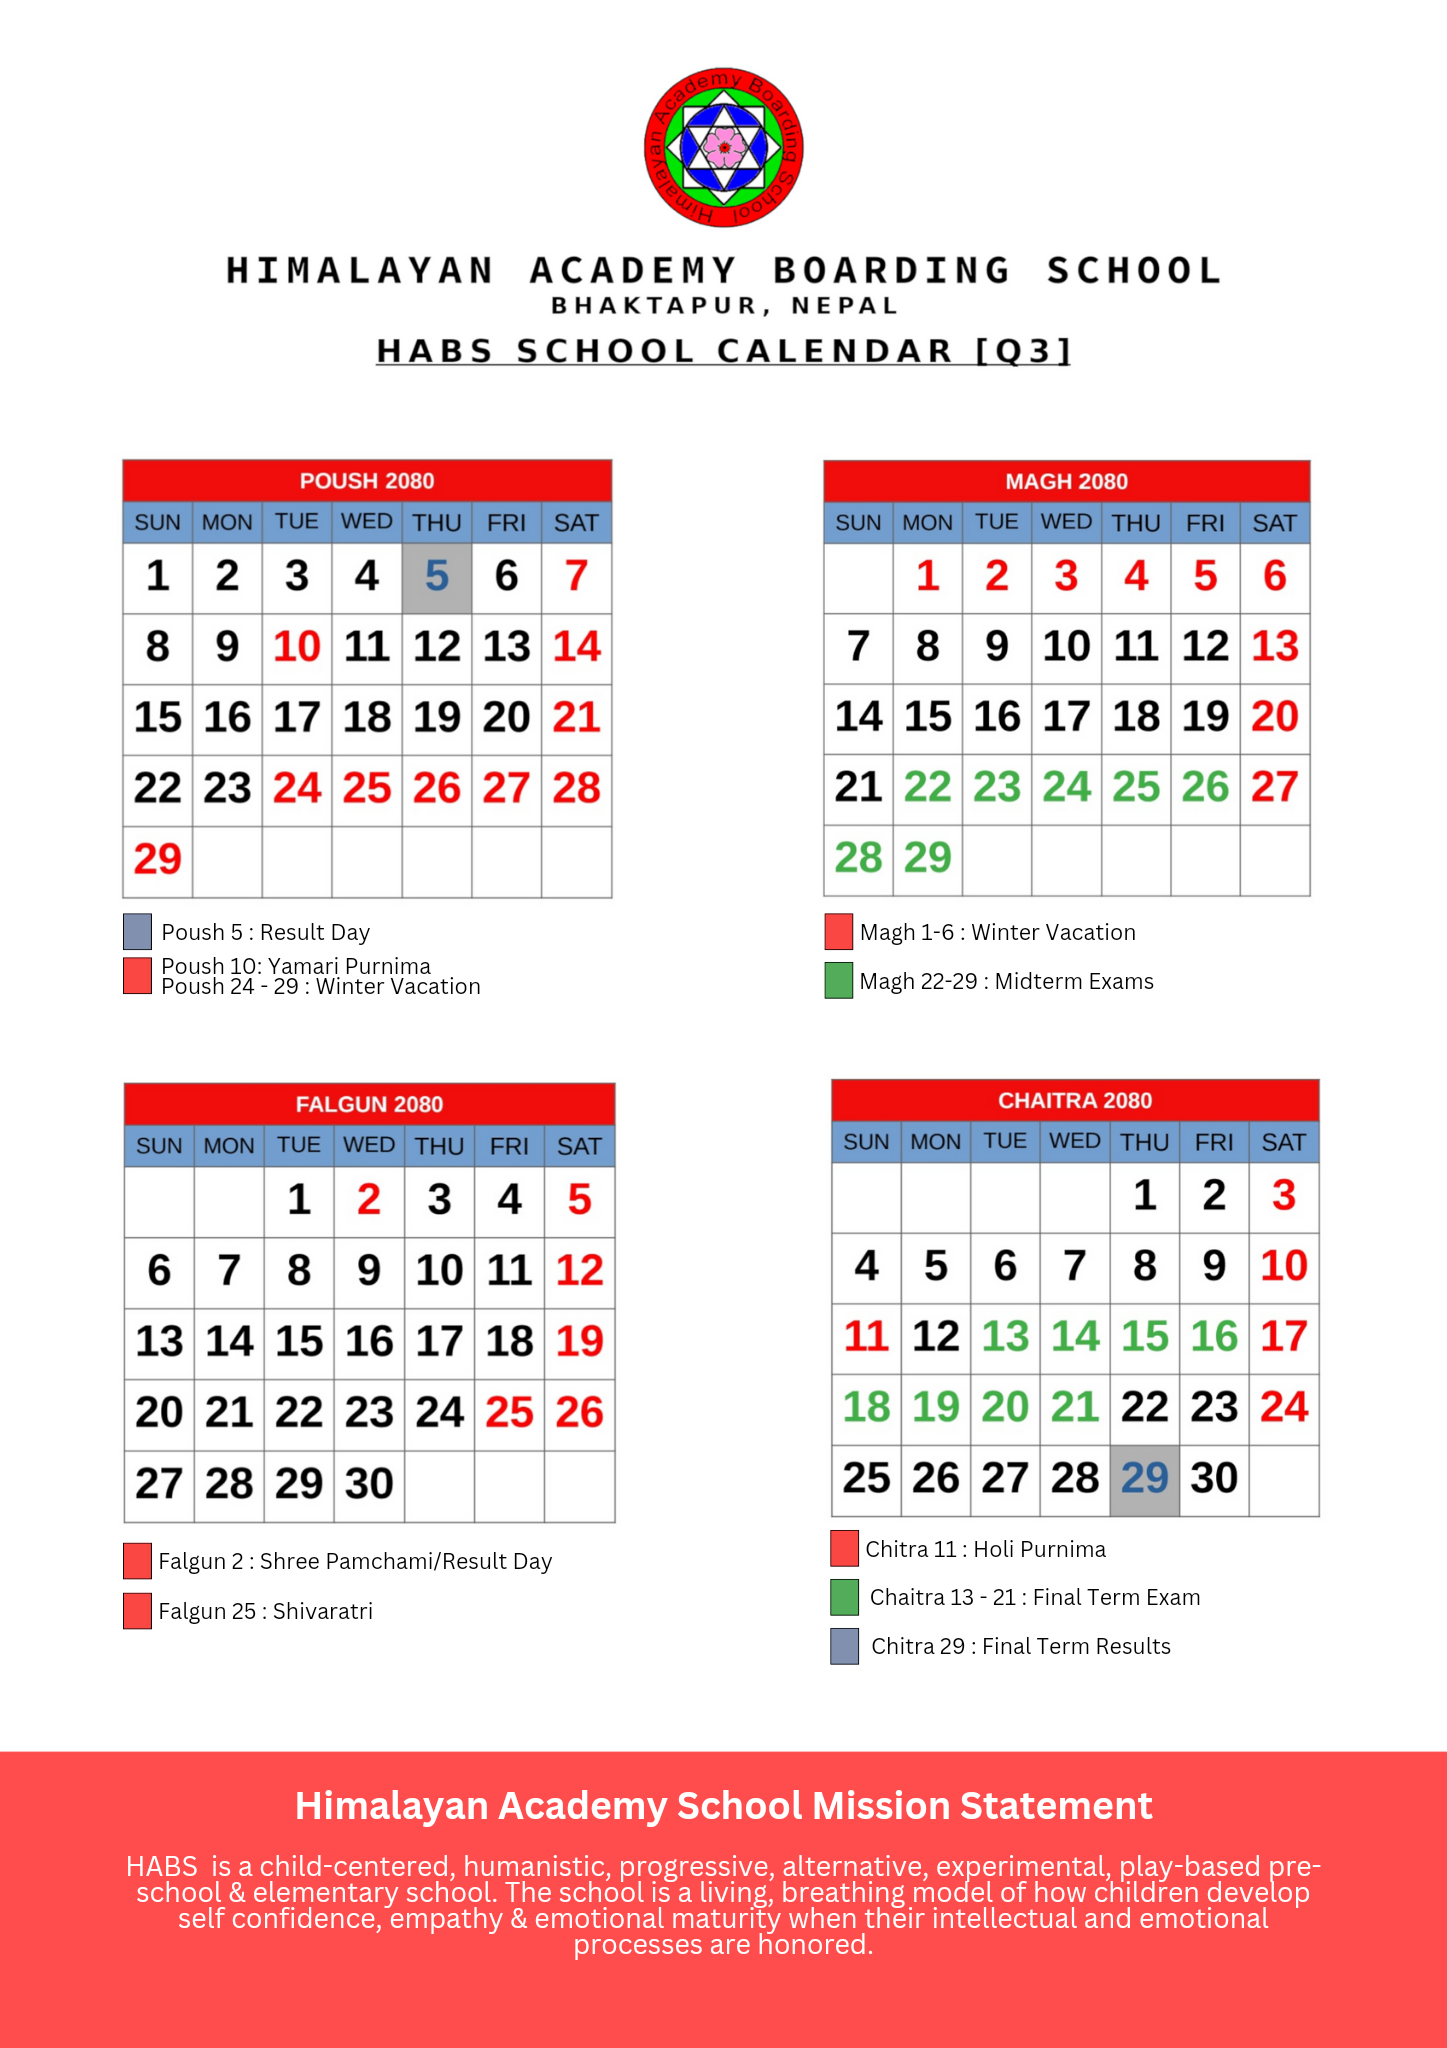 Himalayan Academy Boarding School
HIMALAYAN ACADEMY BOARDING SCHOOL
BHAKTAPUR, NEPAL
HABS SCHOOL CALENDAR [Q3]
POUSH 2080
SUN MON TUE WED THU FRI SAT
1 2 3 4 5 6 7
8 9 10 11 12 13 14
15 16 17 18 19 20 21
22 23 24 25 26 27 28
29
Poush 5 : Result Day
Poush 10: Yamari Purnima
Poush 24 - 29 : Winter Vacation
MAGH 2080
SUN MON TUE WED THU FRI SAT
1 2 3 4 5 6
7 8 9 10 11 12 13
14 15 16 17 18 19 20
21 22 23 24 25 26 27
28 29
Magh 1-6 : Winter Vacation
Magh 22-29 : Midterm Exams
FALGUN 2080
SUN MON TUE WED THU FRI SAT
1 2 3 4 5
6 7 8 9 10 11 12
13 14 15 16 17 18 19
20 21 22 23 24 25 26
27 28 29 30
Falgun 2 : Shree Pamchami/Result Day
Falgun 25 : Shivaratri
CHAITRA 2080
SUN MON TUE WED THU FRI SAT
1 2 3
4 5 6 7 8 9 10
11 12 13 14 15 16 17
18 19 20 21 22 23 24
25 26 27 28 29 30
Chitra 11 : Holi Purnima
Chaitra 13 - 21 : Final Term Exam
Chitra 29 : Final Term Results
Himalayan Academy School Mission Statement
HABS is a child-centered, humanistic, progressive, alternative, experimental, play-based pre-
school & elementary school. The school is a living, breathing model of how children develop
self confidence, empathy & emotional maturity when their intellectual and emotional
processes are honored.